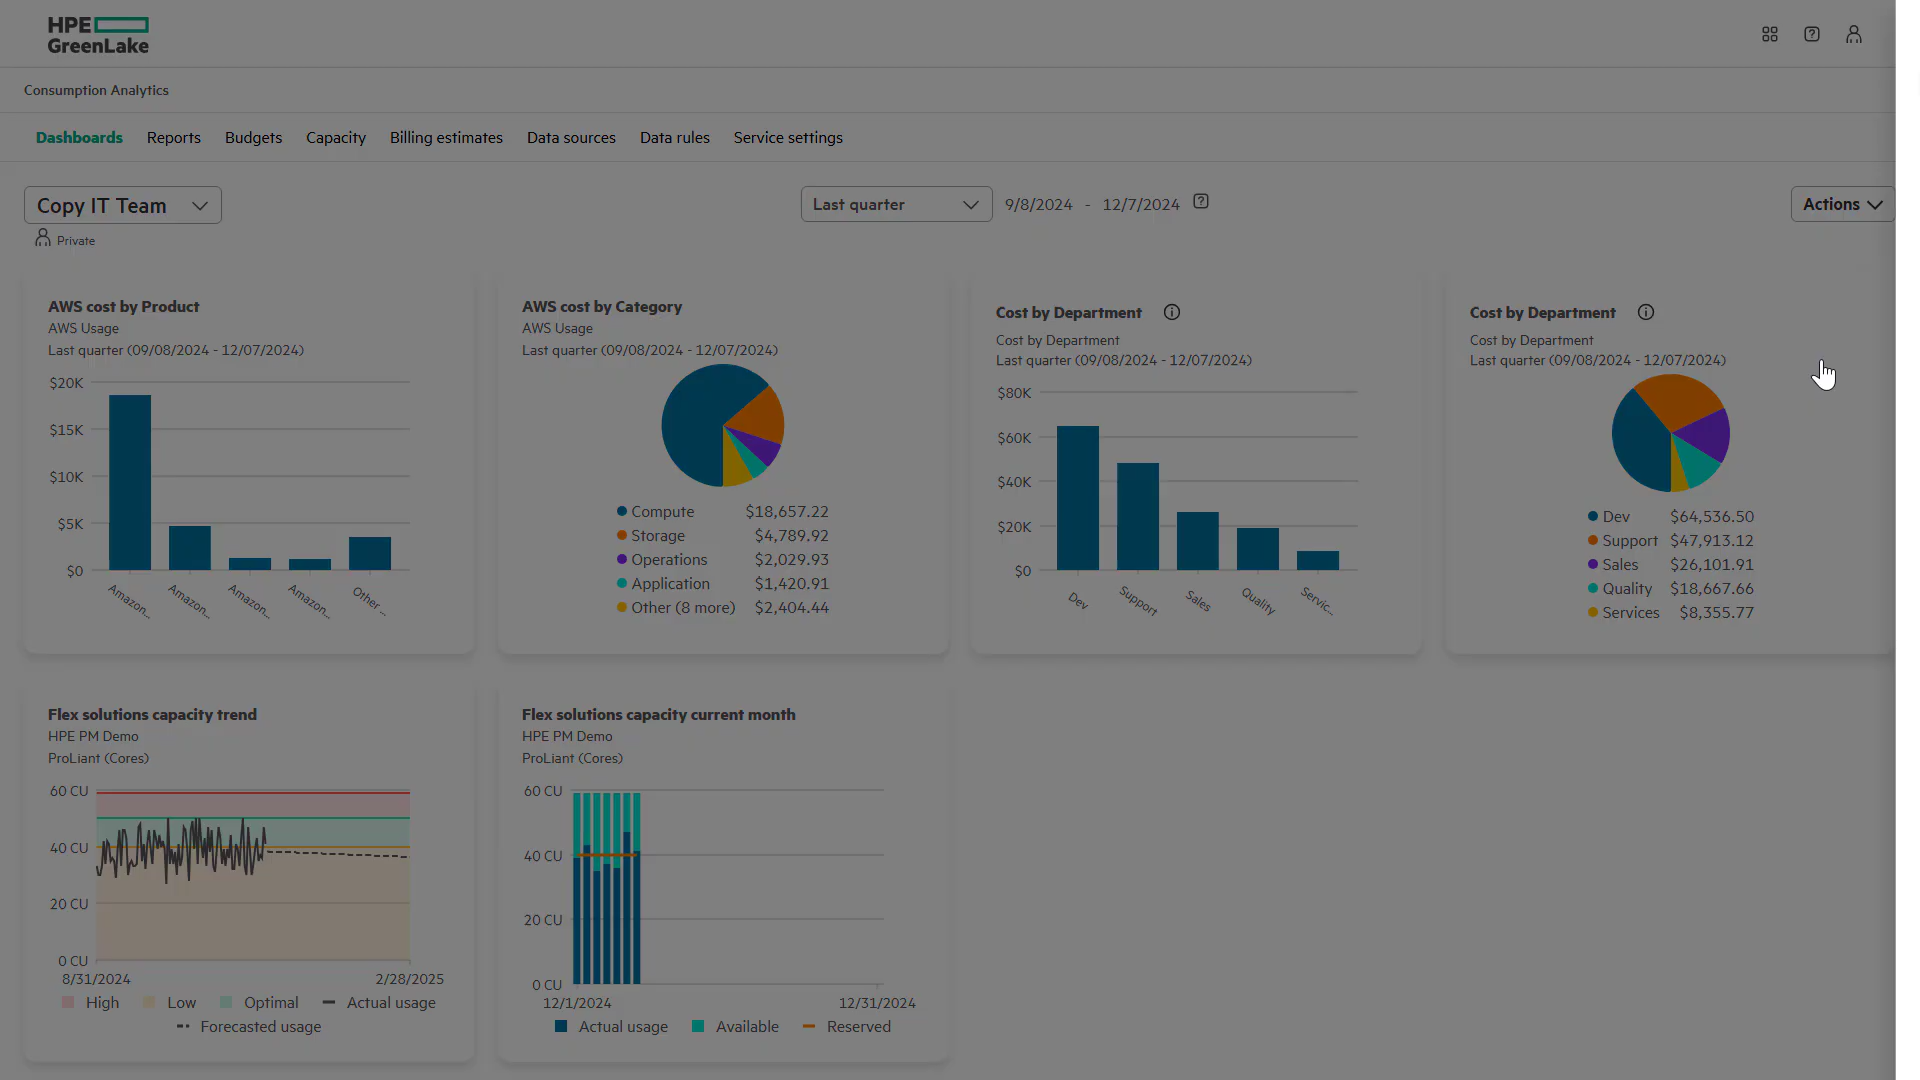 HPE
GreenLake
Consumption Analytics
Dashboards Reports Budgets Capacity Billing estimates Data sources Data rules Service settings
Copy IT Team
Private
Last quarter
9/8/2024 - 12/7/2024
Actions
AWS cost by Product
AWS Usage
Last quarter (09/08/2024 - 12/07/2024)
$20K
$15K
$10K
$5K
$0
Amazon...
Amazon...
Amazon...
Amazon...
Other ...
AWS cost by Category
AWS Usage
Last quarter (09/08/2024 - 12/07/2024)
Compute $18,657.22
Storage $4,789.92
Operations $2,029.93
Application $1,420.91
Other (8 more) $2,404.44
Cost by Department
Cost by Department
Last quarter (09/08/2024 - 12/07/2024)
$80K
$60K
$40K
$20K
$0
Dev
Support
Sales
Quality
Servic...
Cost by Department
Cost by Department
Last quarter (09/08/2024 - 12/07/2024)
Dev $64,536.50
Support $47,913.12
Sales $26,101.91
Quality $18,667.66
Services $8,355.77
Flex solutions capacity trend
HPE PM Demo
ProLiant (Cores)
60 CU
40 CU
20 CU
0 CU
8/31/2024 2/28/2025
High Low Optimal Actual usage
Forecasted usage
Flex solutions capacity current month
HPE PM Demo
ProLiant (Cores)
60 CU
40 CU
20 CU
0 CU
12/1/2024 12/31/2024
Actual usage Available Reserved